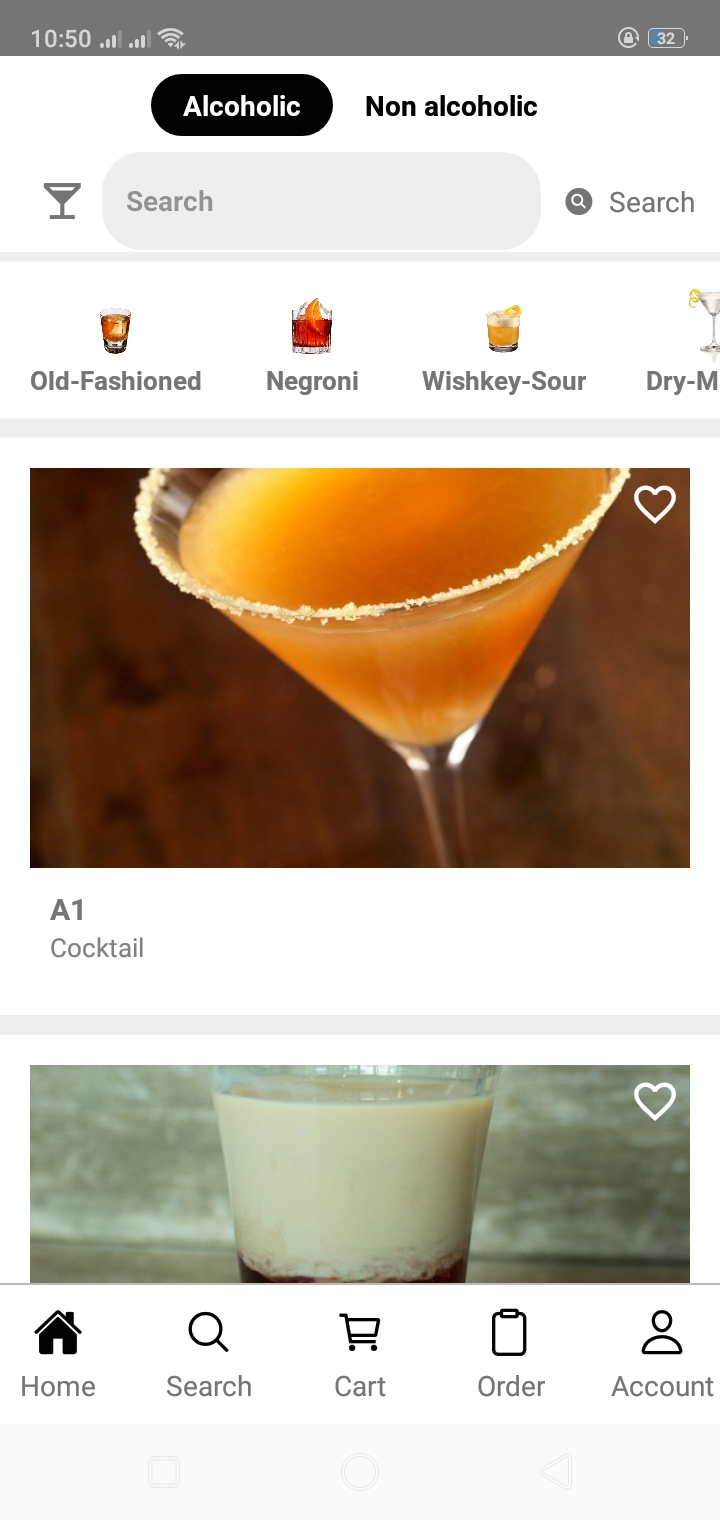 10:50
32
Alcoholic Non alcoholic
Search Search
Old-Fashioned Negroni Wishkey-Sour Dry-M
A1
Cocktail
Home Search Cart Order Account